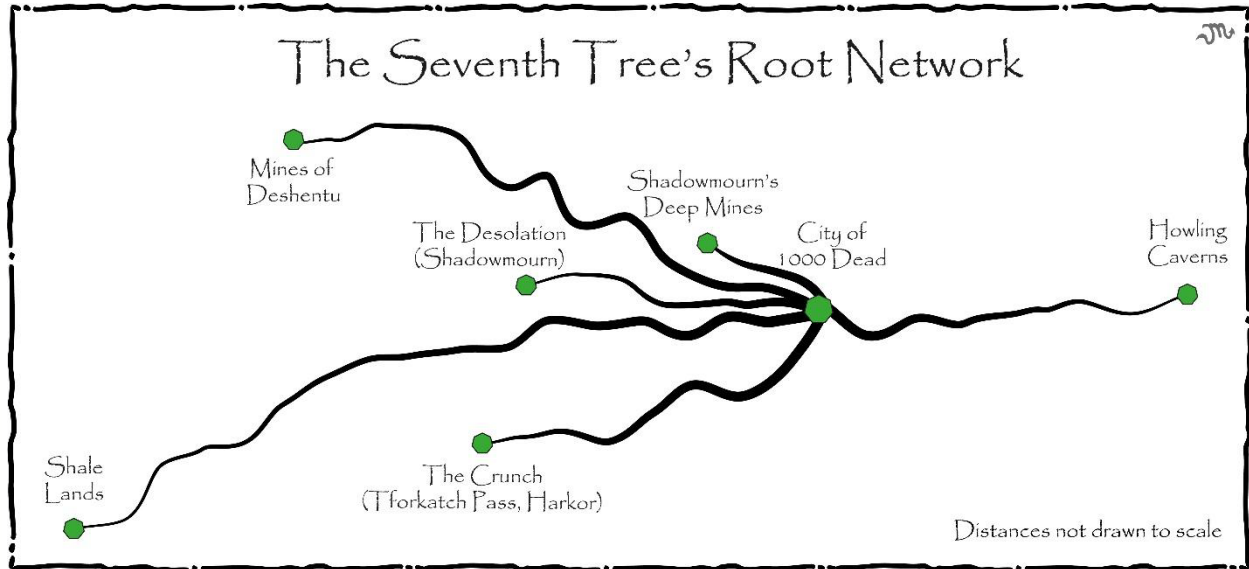 The Seventh Tree's Root Network
Mines of
Deshentu
Shadowmourn's
Deep Mines
The Desolation
(Shadowmourn)
City of
1000 Dead
Howling
Caverns
Shale
Lands
The Crunch
(Tforkatch Pass, Harkor)
Distances not drawn to scale